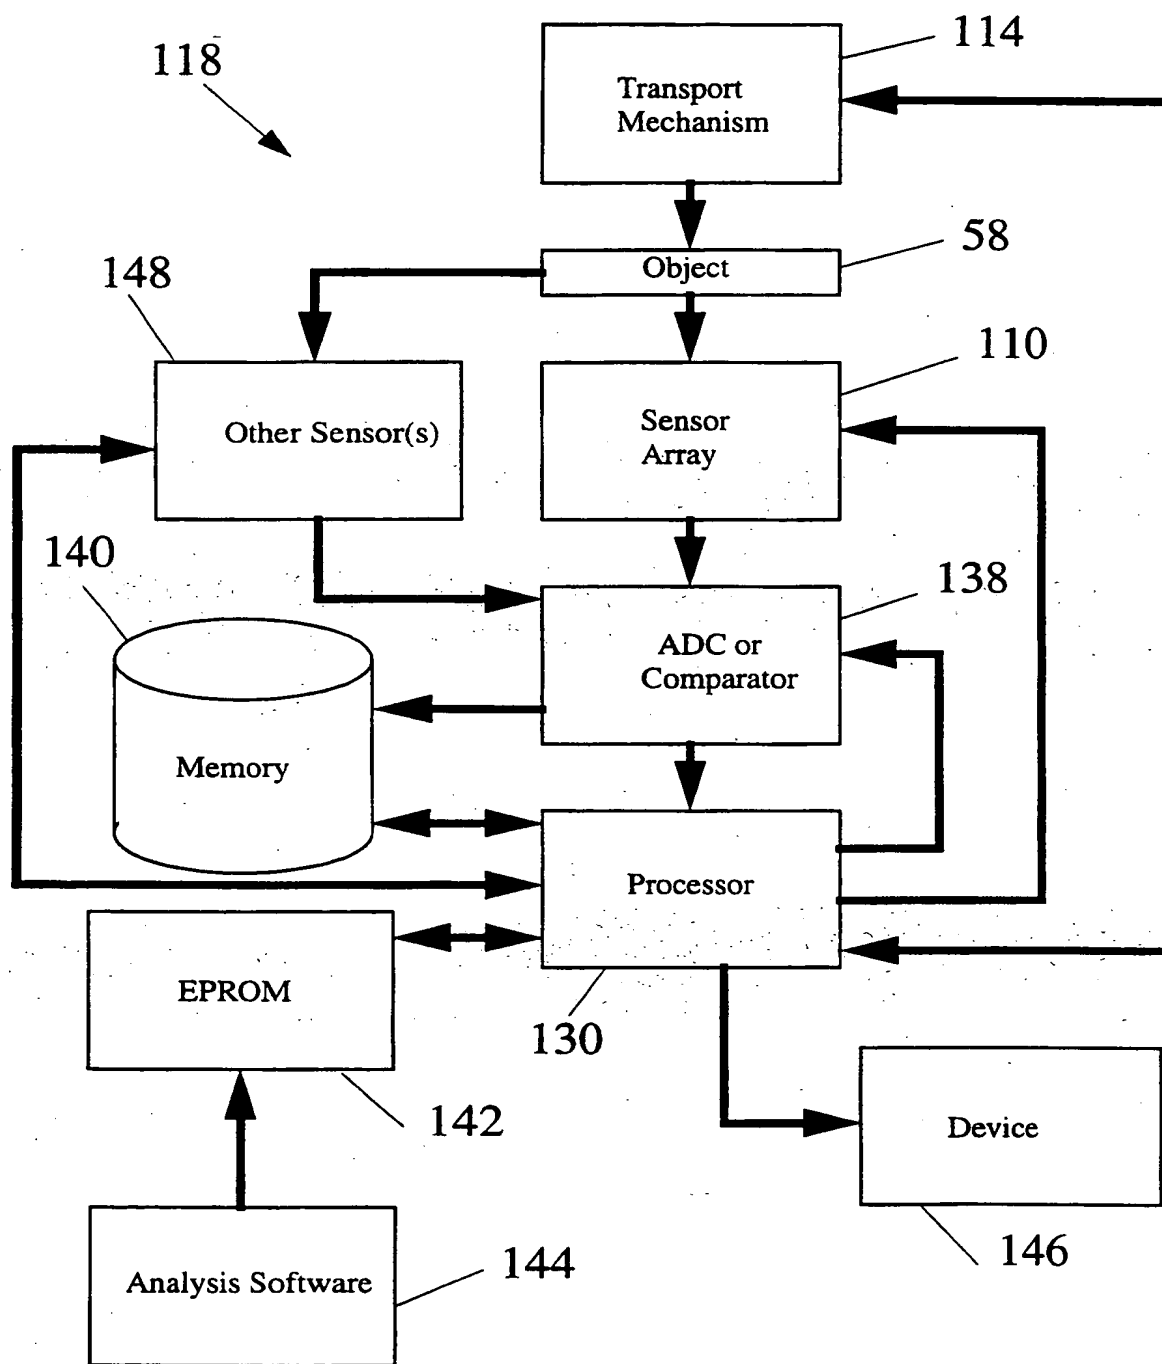 114
118
Transport
Mechanism
58
Object
148
110
Other Sensor(s)
Sensor
Array
140
138
ADC or
Comparator
Memory
Processor
EPROM
130
142
Device
146
Analysis Software
144